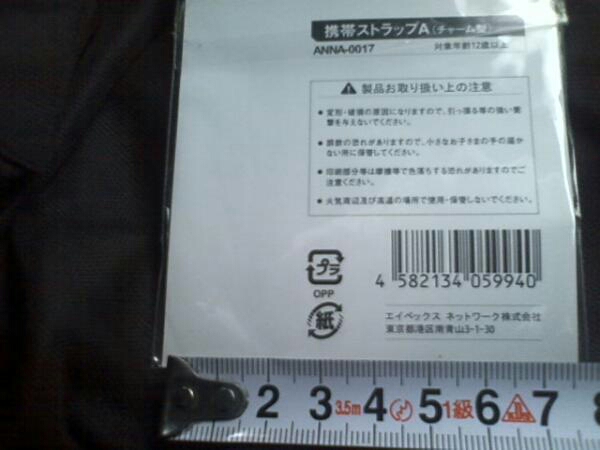 携帯ストラップA(チャーム型)
ANNA-0017 対象年齢12歳以上
製品お取り扱い上の注意
● 変形・破損の原因になりますので、引っ張る等の強い衝
撃を与えないでください。
● 誤飲の恐れがありますので、小さなお子さまの手の届か
ない所に保管してください。
● 印刷部分等は摩擦等で色落ちする恐れがありますのでご
注意ください。
● 火気周辺及び高温の場所で使用・保管しないでください。
プラ
OPP
紙
4 582134 059940
エイベックス ネットワーク株式会社
東京都港区南青山3-1-30
2 3 3.5m 4 5 1級 6 7 8